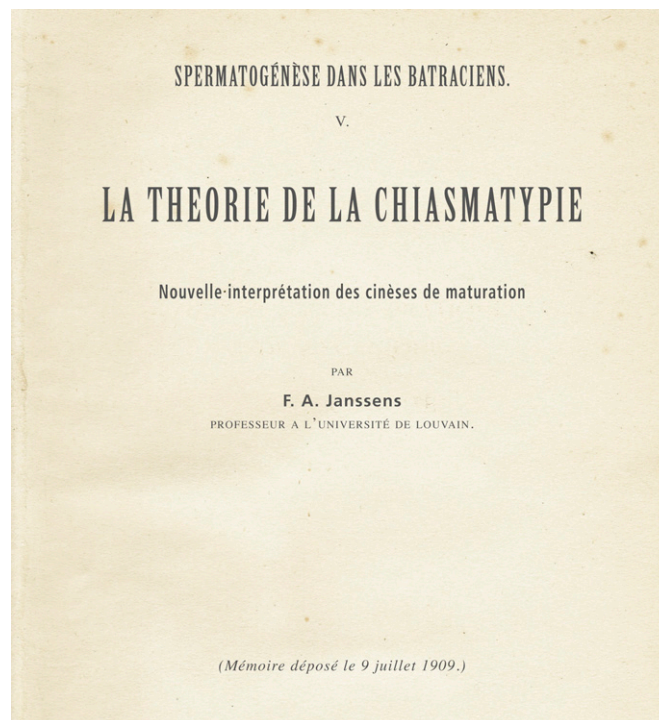 SPERMATOGÉNÈSE DANS LES BATRACIENS.
V.
LA THEORIE DE LA CHIASMATYPIE
Nouvelle interprétation des cinèses de maturation
PAR
F. A. Janssens
PROFESSEUR A L'UNIVERSITÉ DE LOUVAIN.
(Mémoire déposé le 9 juillet 1909.)